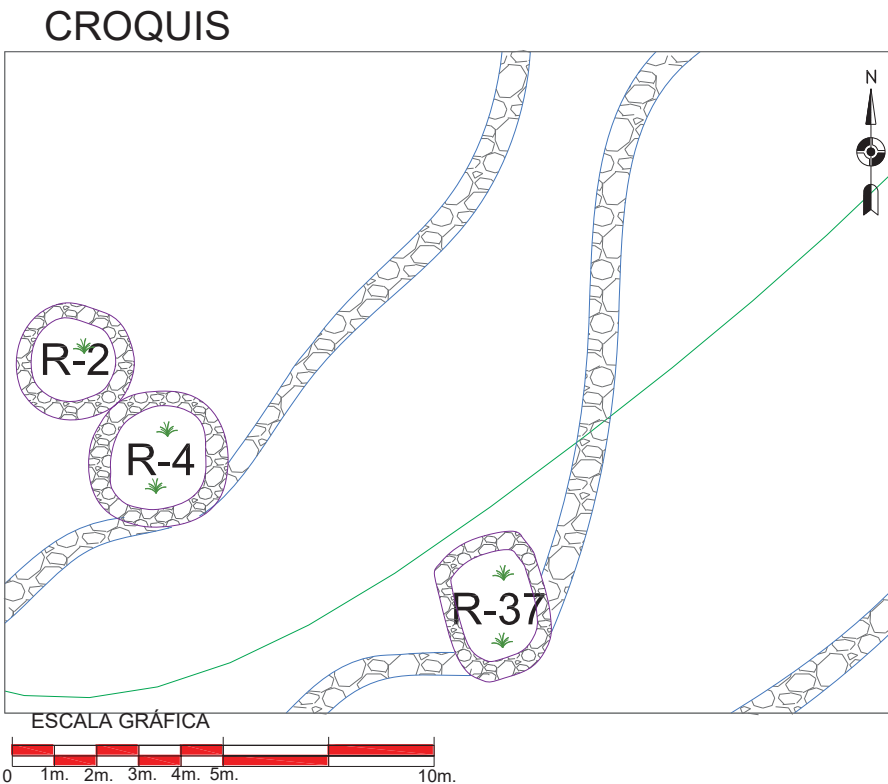 CROQUIS
N
R-2
R-4
R-37
ESCALA GRÁFICA
0 1m. 2m. 3m. 4m. 5m. 10m.